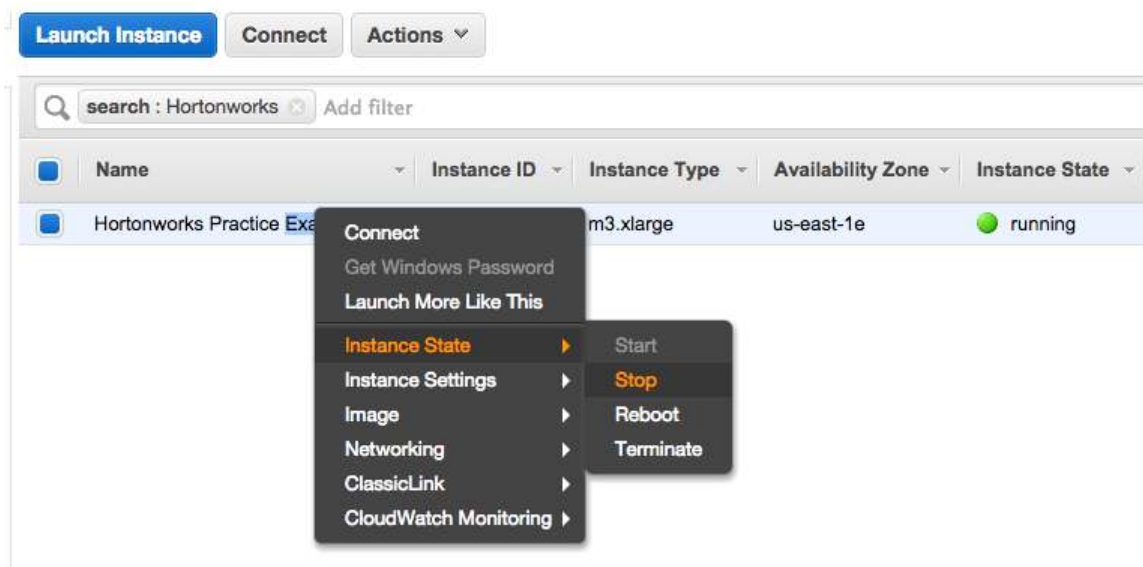 Launch Instance Connect Actions
search : Hortonworks Add filter
Name Instance ID Instance Type Availability Zone Instance State
Hortonworks Practice m3.xlarge us-east-1e running
Connect
Get Windows Password
Launch More Like This
Instance State Start
Instance Settings Stop
Image Reboot
Networking Terminate
ClassicLink
CloudWatch Monitoring